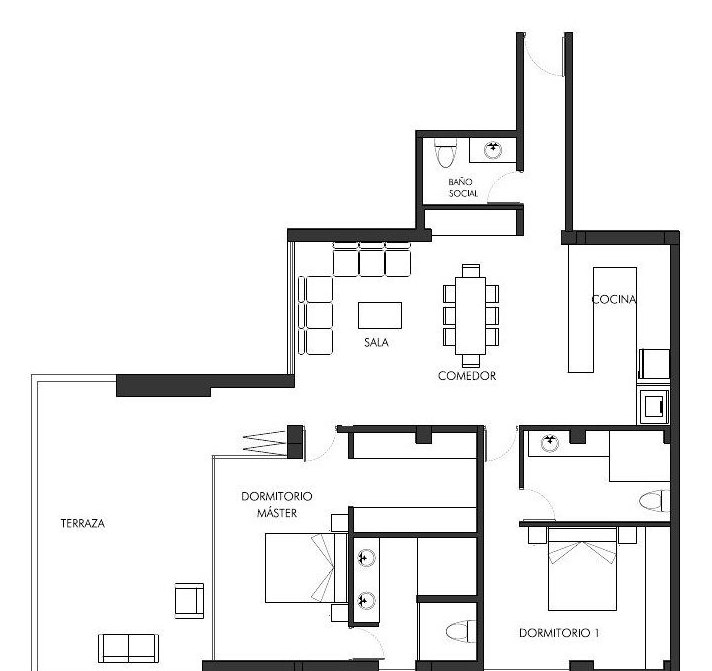 BAÑO
SOCIAL
COCINA
SALA
COMEDOR
DORMITORIO
MÁSTER
TERRAZA
DORMITORIO 1